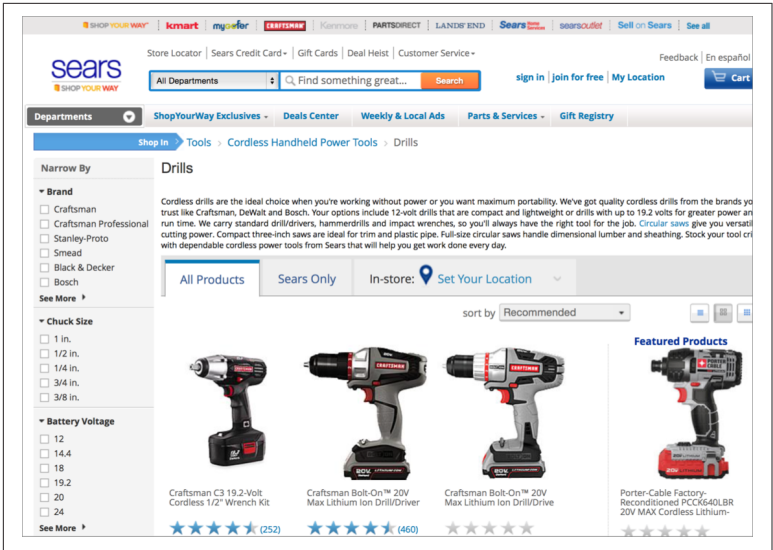 SHOP YOUR WAY™ kmart mygofer CRAFTSMAN Kenmore PARTSDIRECT LANDS' END Sears Home Services searsoutlet Sell on Sears See all
sears
SHOP YOUR WAY
Store Locator Sears Credit Card Gift Cards Deal Heist Customer Service
Feedback En español
All Departments Find something great... Search
sign in join for free My Location Cart
Departments ShopYourWay Exclusives Deals Center Weekly & Local Ads Parts & Services Gift Registry
Shop In Tools > Cordless Handheld Power Tools > Drills
Narrow By
Brand
Craftsman
Craftsman Professional
Stanley-Proto
Smead
Black & Decker
Bosch
See More
Chuck Size
1 in.
1/2 in.
1/4 in.
3/4 in.
3/8 in.
Battery Voltage
12
14.4
18
19.2
20
24
See More
Drills
Cordless drills are the ideal choice when you're working without power or you want maximum portability. We've got quality cordless drills from the brands yo
trust like Craftsman, DeWalt and Bosch. Your options include 12-volt drills that are compact and lightweight or drills with up to 19.2 volts for greater power an
run time. We carry standard drill/drivers, hammerdrills and impact wrenches, so you'll always have the right tool for the job. Circular saws give you versatil
cutting power. Compact three-inch saws are ideal for trim and plastic pipe. Full-size circular saws handle dimensional lumber and sheathing. Stock your tool cri
with dependable cordless power tools from Sears that will help you get work done every day.
All Products Sears Only In-store: Set Your Location
sort by Recommended
Featured Products
CRAFTSMAN
CRAFTSMAN
CRAFTSMAN
PORTER CABLE
20V
20V
20V
Craftsman C3 19.2-Volt
Cordless 1/2" Wrench Kit
(252)
Craftsman Bolt-On™ 20V
Max Lithium Ion Drill/Driver
(460)
Craftsman Bolt-On™ 20V
Max Lithium Ion Drill/Drive
Porter-Cable Factory-
Reconditioned PCCK640LBR
20V MAX Cordless Lithium-